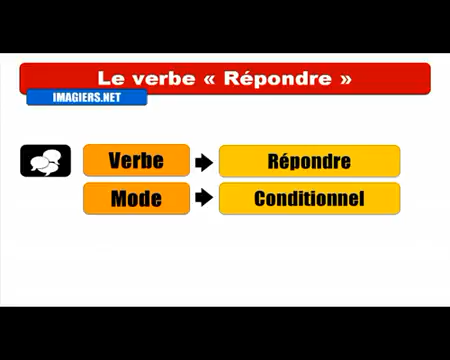 Le verbe « Répondre »
IMAGIERS.NET
Verbe Répondre
Mode Conditionnel